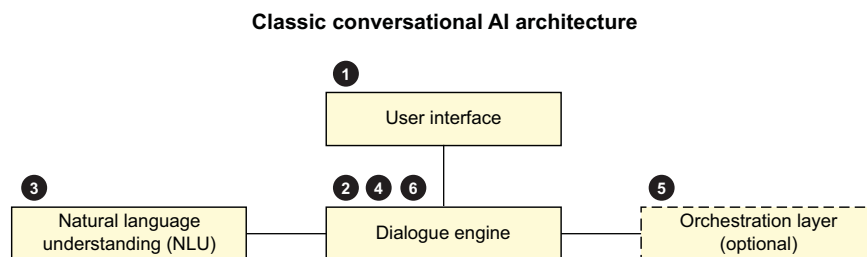 Classic conversational AI architecture
1
User interface
3
2 4 6
5
Natural language
understanding (NLU)
Dialogue engine
Orchestration layer
(optional)